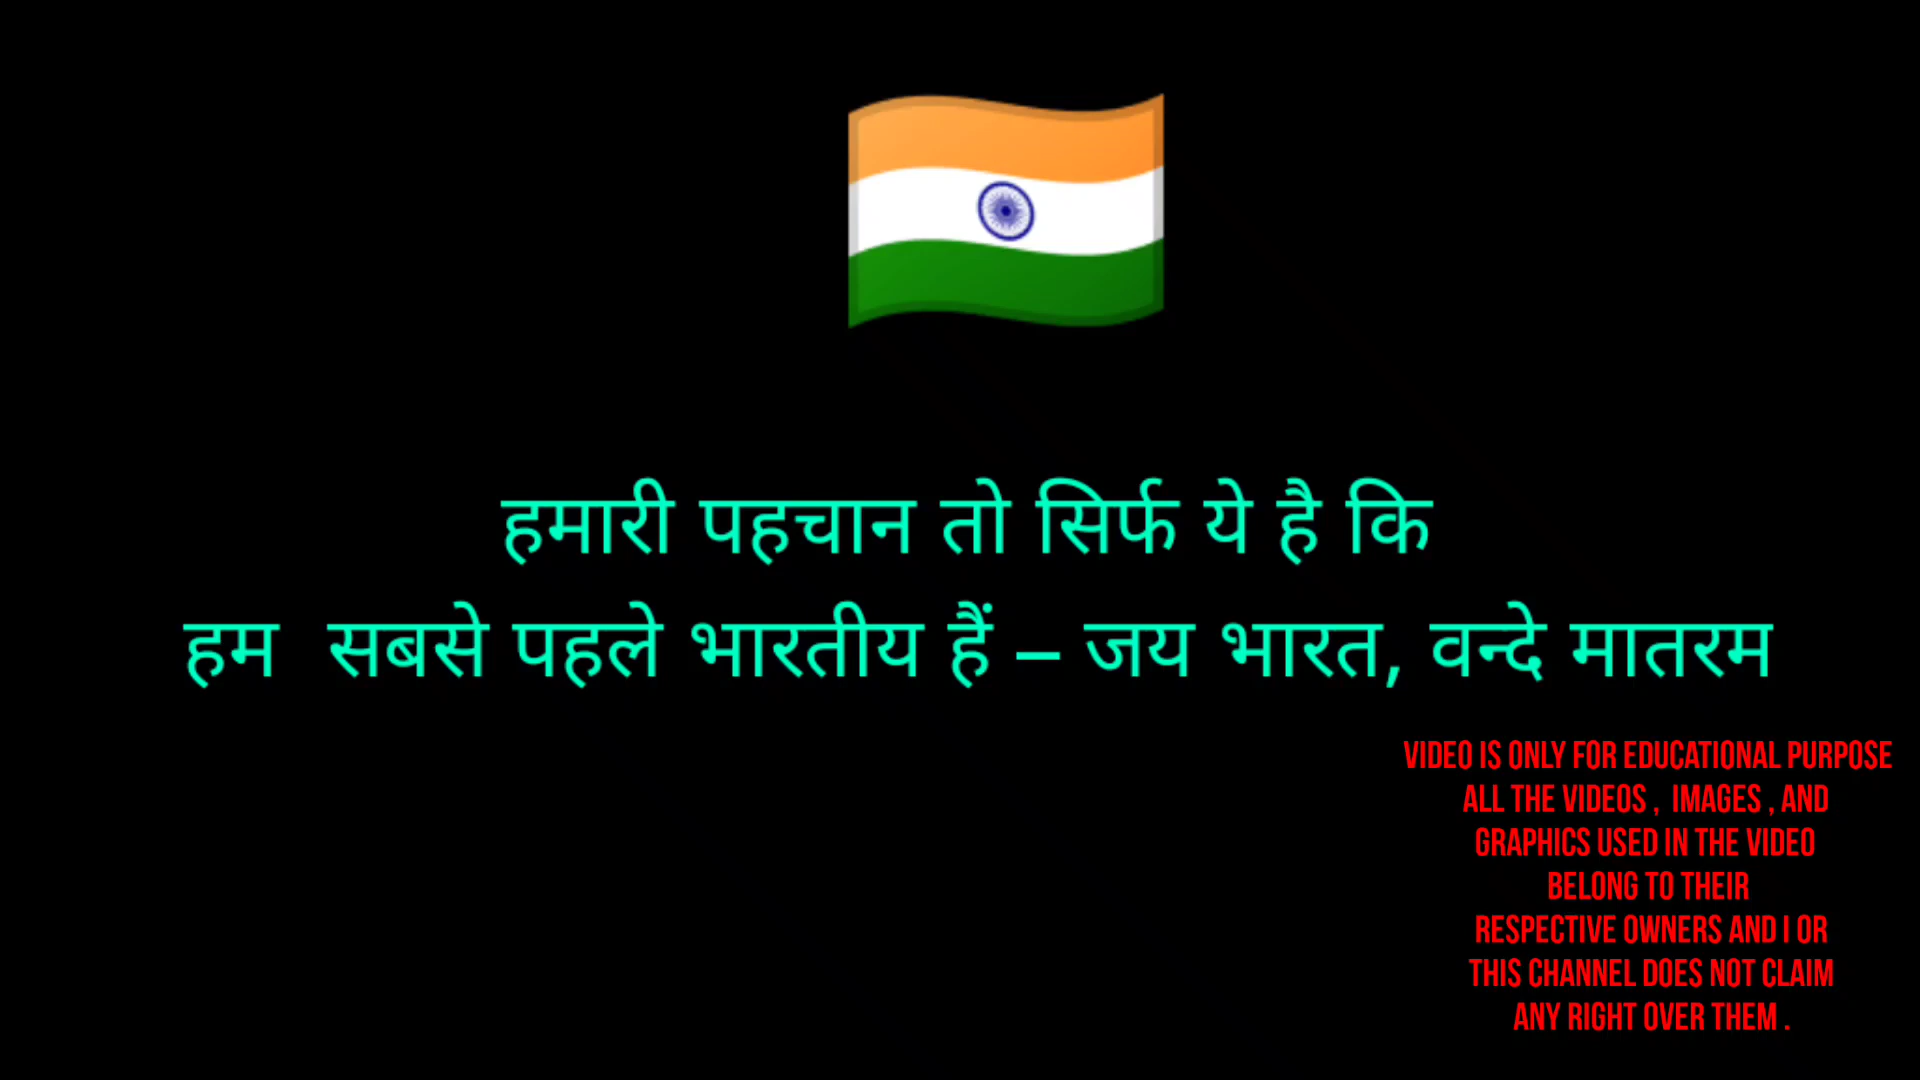 हमारी पहचान तो सिर्फ ये है कि
हम  सबसे पहले भारतीय हैं – जय भारत, वन्दे मातरम
VIDEO IS ONLY FOR EDUCATIONAL PURPOSE
ALL THE VIDEOS ,  IMAGES , AND
GRAPHICS USED IN THE VIDEO
BELONG TO THEIR
RESPECTIVE OWNERS AND I OR
THIS CHANNEL DOES NOT CLAIM
ANY RIGHT OVER THEM .